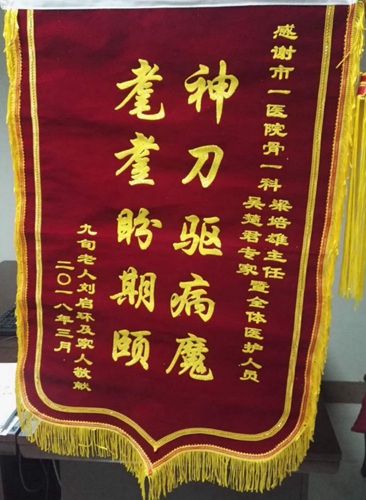 感谢市一医院骨一科梁培雄主任
吴楚君专家暨全体医护人员
神刀驱病魔
耄耋盼期颐
九旬老人刘启环及家人敬献
二〇一八年三月